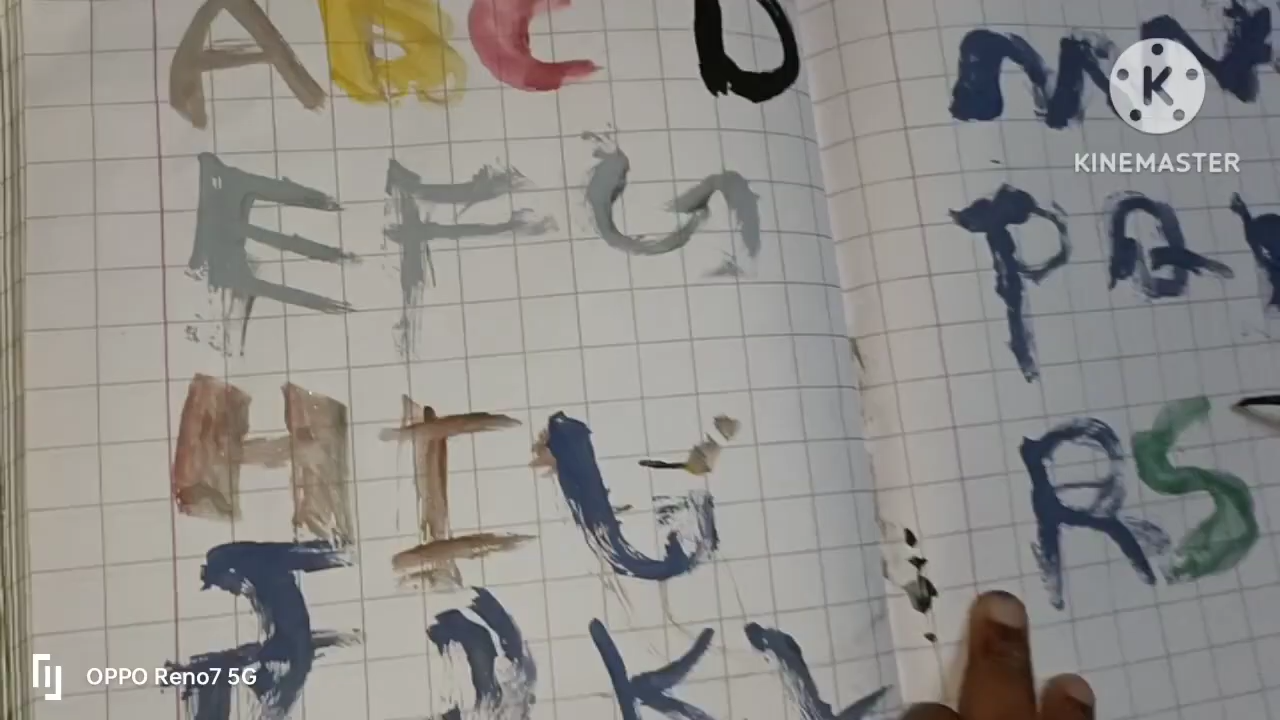 A B C D
E F G
H I
J K L
M N
P Q
R S
KINEMASTER
OPPO Reno7 5G